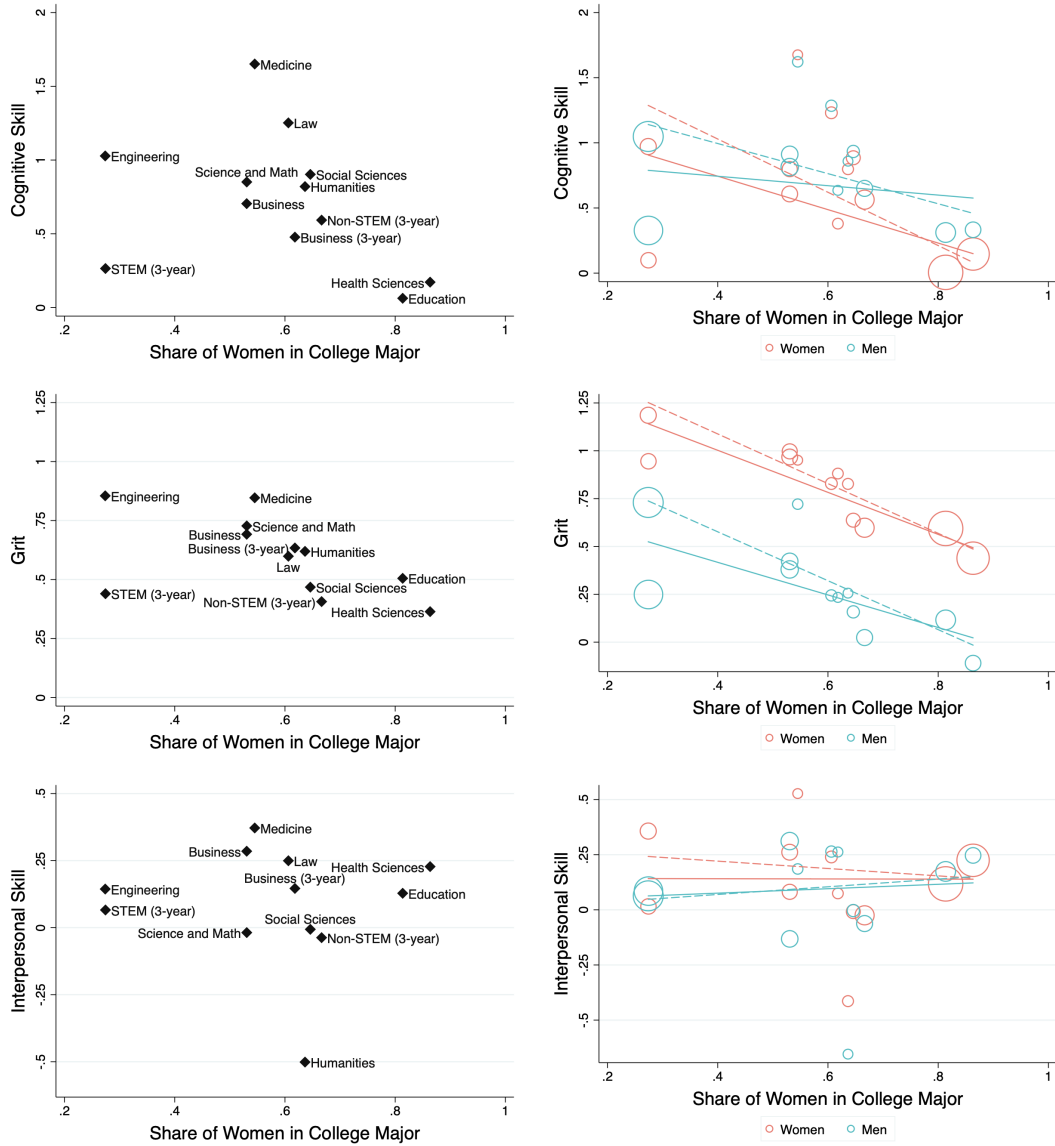 Cognitive Skill
2
1.5
1
.5
0
Medicine
Law
Engineering
Science and Math
Social Sciences
Humanities
Business
Non-STEM (3-year)
Business (3-year)
STEM (3-year)
Health Sciences
Education
.2 .4 .6 .8 1
Share of Women in College Major
Cognitive Skill
2
1.5
1
.5
0
.2 .4 .6 .8 1
Share of Women in College Major
Women Men
Grit
1.25
1
.75
.5
.25
0
Engineering
Medicine
Science and Math
Business
Business (3-year)
Humanities
Law
STEM (3-year)
Social Sciences
Education
Non-STEM (3-year)
Health Sciences
.2 .4 .6 .8 1
Share of Women in College Major
Grit
1.25
1
.75
.5
.25
0
.2 .4 .6 .8 1
Share of Women in College Major
Women Men
Interpersonal Skill
.5
.25
0
-.25
-.5
Medicine
Business
Law
Health Sciences
Business (3-year)
Engineering
Education
STEM (3-year)
Social Sciences
Science and Math
Non-STEM (3-year)
Humanities
.2 .4 .6 .8 1
Share of Women in College Major
Interpersonal Skill
.5
.25
0
-.25
-.5
.2 .4 .6 .8 1
Share of Women in College Major
Women Men